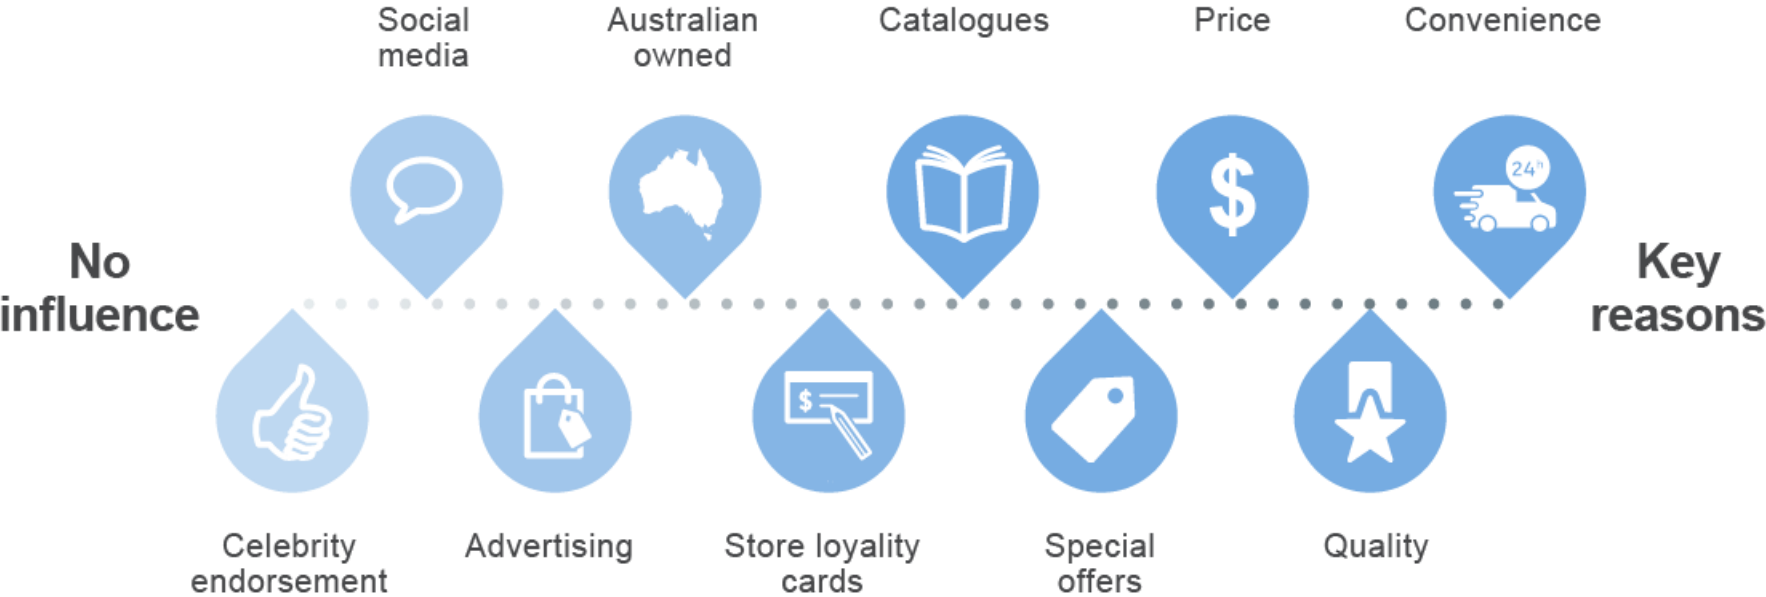 Social
media
Australian
owned
Catalogues
Price
Convenience
24h
$
No
influence
Key
reasons
$
Celebrity
endorsement
Advertising
Store loyality
cards
Special
offers
Quality